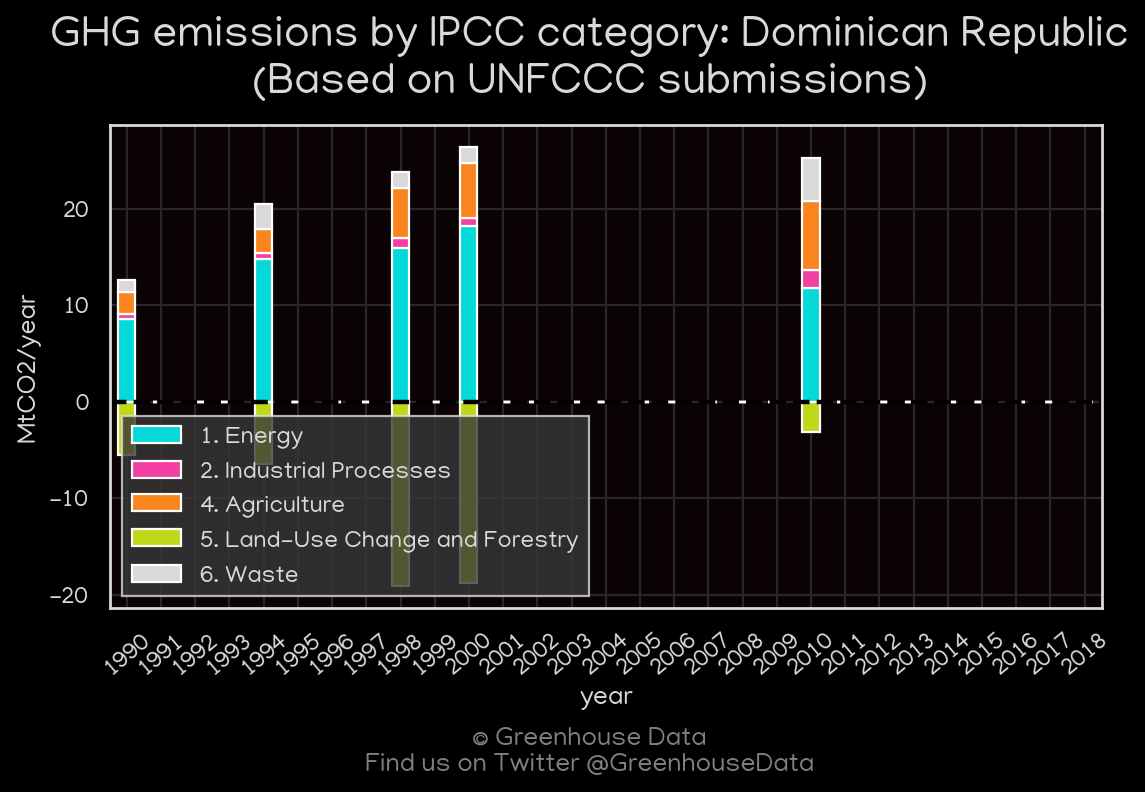 GHG emissions by IPCC category: Dominican Republic
(Based on UNFCCC submissions)
MtCO2/year
20
10
0
−10
−20
1. Energy
2. Industrial Processes
4. Agriculture
5. Land-Use Change and Forestry
6. Waste
1990 1991 1992 1993 1994 1995 1996 1997 1998 1999 2000 2001 2002 2003 2004 2005 2006 2007 2008 2009 2010 2011 2012 2013 2014 2015 2016 2017 2018
year
© Greenhouse Data
Find us on Twitter @GreenhouseData